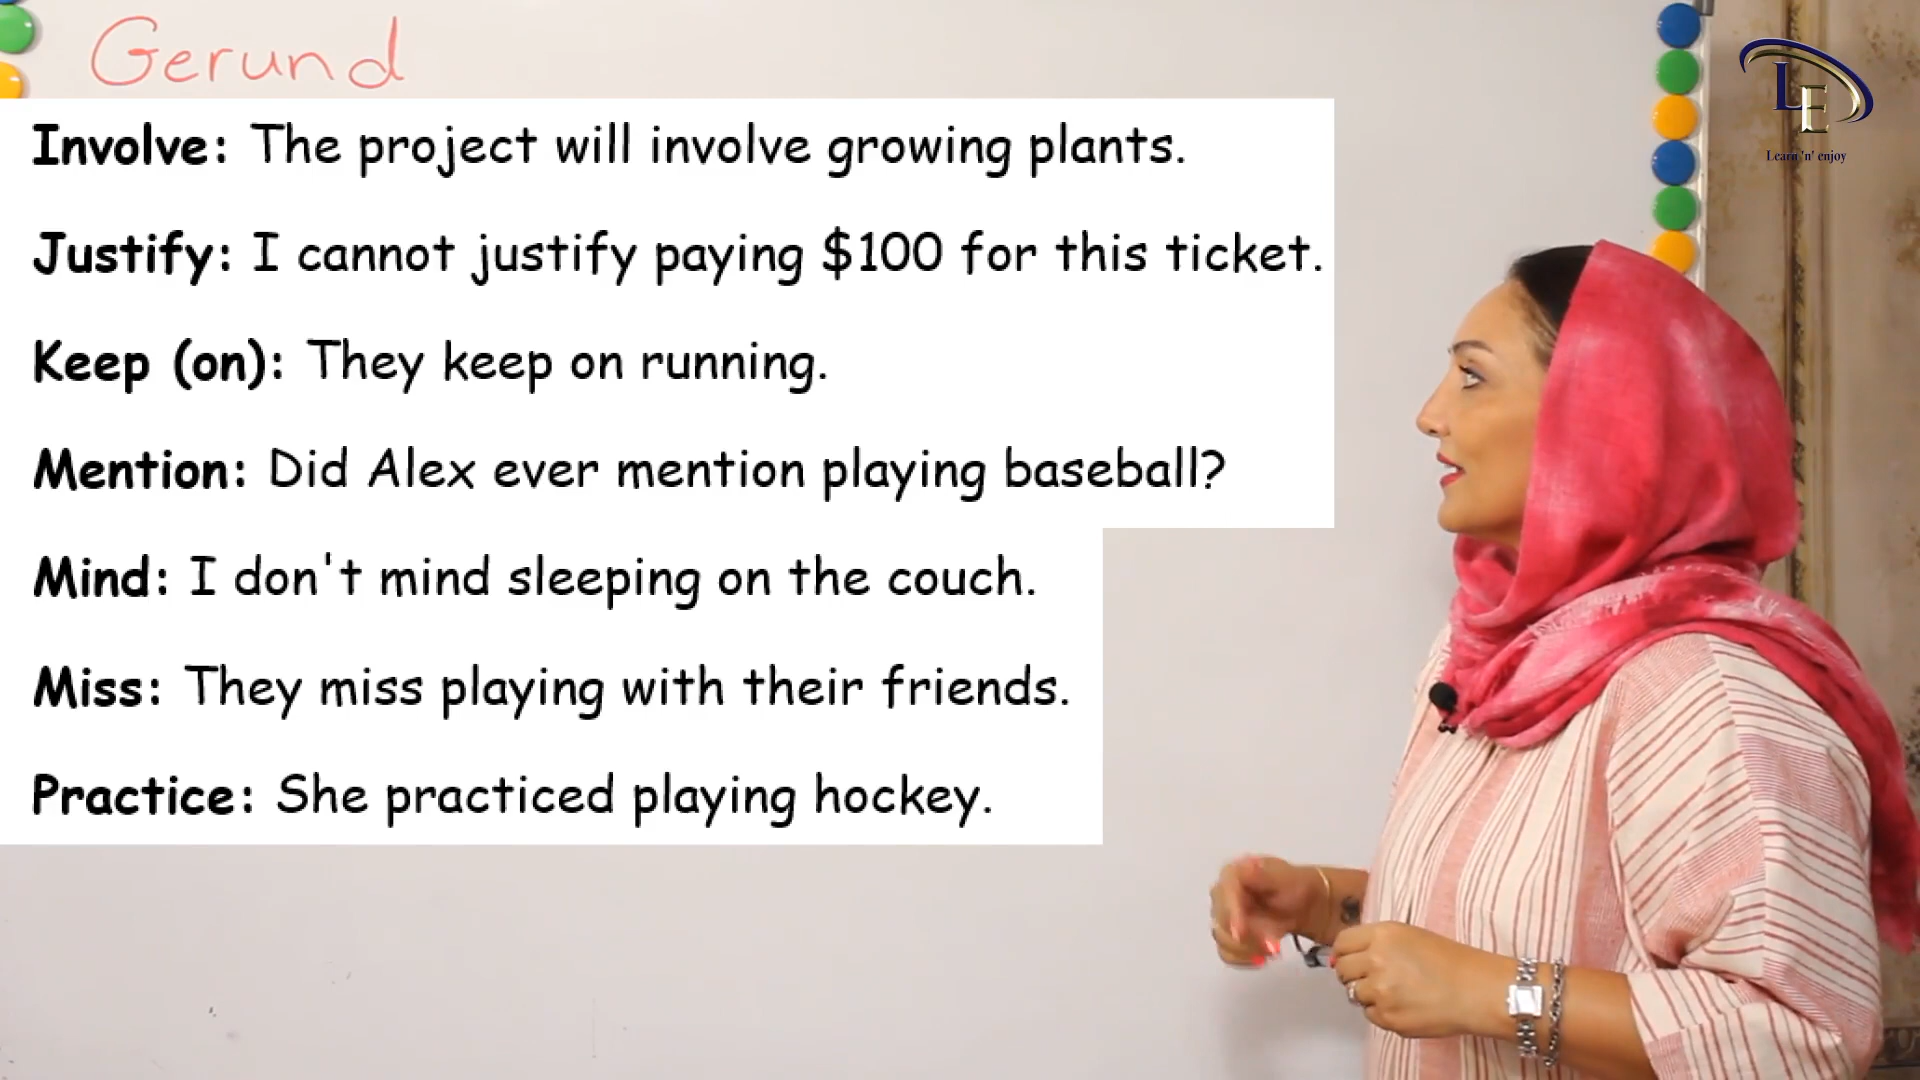 Gerund
Involve: The project will involve growing plants.
Justify: I cannot justify paying $100 for this ticket.
Keep (on): They keep on running.
Mention: Did Alex ever mention playing baseball?
Mind: I don't mind sleeping on the couch.
Miss: They miss playing with their friends.
Practice: She practiced playing hockey.
LE
Learn 'n' enjoy